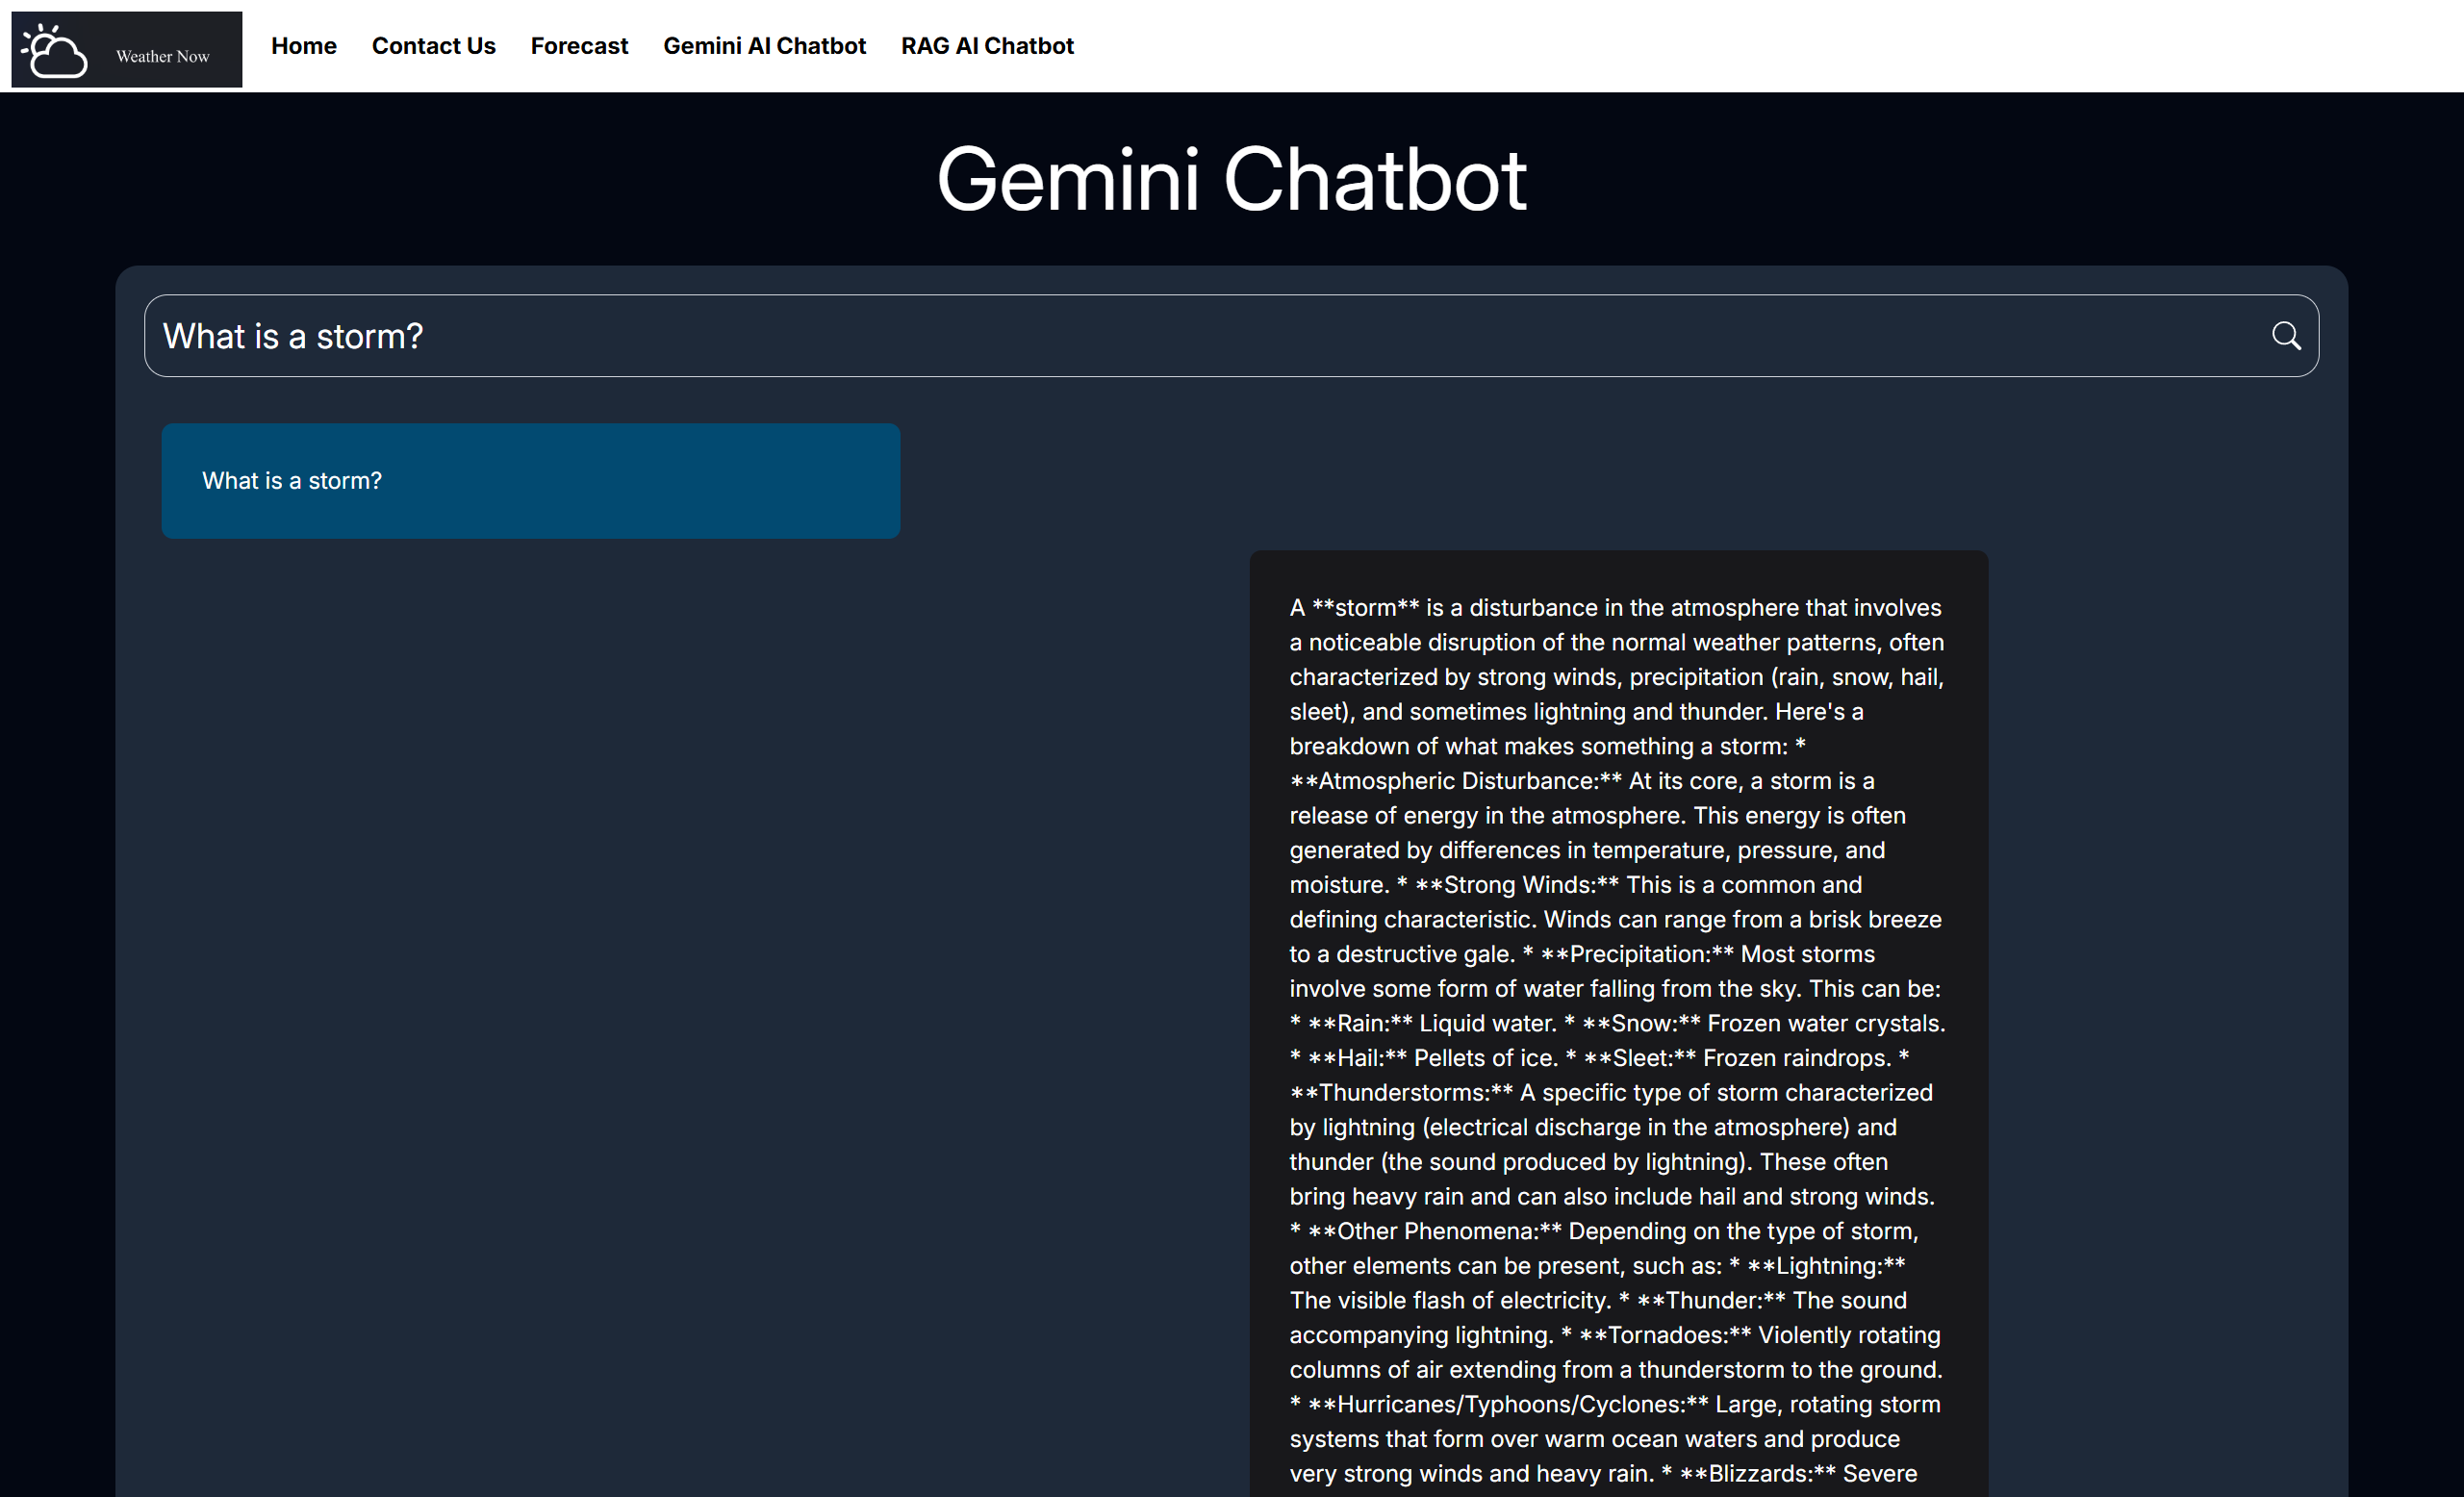 Weather Now
Home Contact Us Forecast Gemini AI Chatbot RAG AI Chatbot
Gemini Chatbot
What is a storm?
What is a storm?
A **storm** is a disturbance in the atmosphere that involves
a noticeable disruption of the normal weather patterns, often
characterized by strong winds, precipitation (rain, snow, hail,
sleet), and sometimes lightning and thunder. Here's a
breakdown of what makes something a storm: *
**Atmospheric Disturbance:** At its core, a storm is a
release of energy in the atmosphere. This energy is often
generated by differences in temperature, pressure, and
moisture. * **Strong Winds:** This is a common and
defining characteristic. Winds can range from a brisk breeze
to a destructive gale. * **Precipitation:** Most storms
involve some form of water falling from the sky. This can be:
* **Rain:** Liquid water. * **Snow:** Frozen water crystals.
* **Hail:** Pellets of ice. * **Sleet:** Frozen raindrops. *
**Thunderstorms:** A specific type of storm characterized
by lightning (electrical discharge in the atmosphere) and
thunder (the sound produced by lightning). These often
bring heavy rain and can also include hail and strong winds.
* **Other Phenomena:** Depending on the type of storm,
other elements can be present, such as: * **Lightning:**
The visible flash of electricity. * **Thunder:** The sound
accompanying lightning. * **Tornadoes:** Violently rotating
columns of air extending from a thunderstorm to the ground.
* **Hurricanes/Typhoons/Cyclones:** Large, rotating storm
systems that form over warm ocean waters and produce
very strong winds and heavy rain. * **Blizzards:** Severe